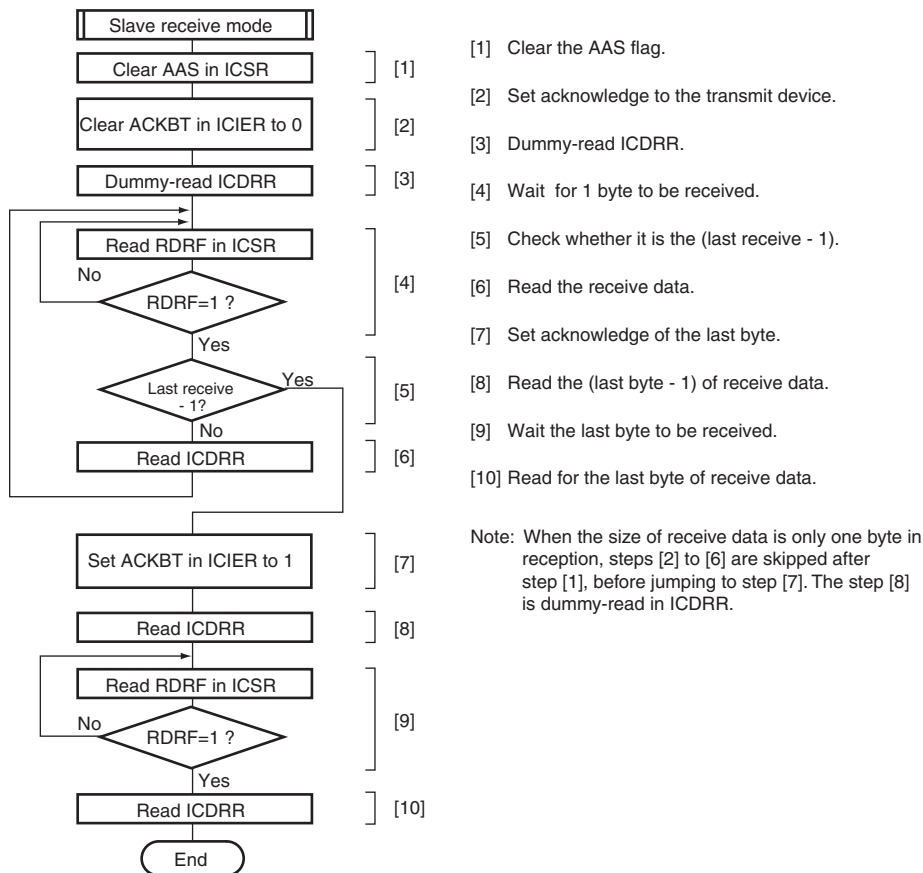 Slave receive mode
Clear AAS in ICSR
[1]
Clear ACKBT in ICIER to 0
[2]
Dummy-read ICDRR
[3]
Read RDRF in ICSR
No
RDRF=1 ?
[4]
Yes
Last receive
- 1?
Yes
[5]
No
Read ICDRR
[6]
Set ACKBT in ICIER to 1
[7]
Read ICDRR
[8]
Read RDRF in ICSR
No
RDRF=1 ?
[9]
Yes
Read ICDRR
[10]
End
[1] Clear the AAS flag.
[2] Set acknowledge to the transmit device.
[3] Dummy-read ICDRR.
[4] Wait for 1 byte to be received.
[5] Check whether it is the (last receive - 1).
[6] Read the receive data.
[7] Set acknowledge of the last byte.
[8] Read the (last byte - 1) of receive data.
[9] Wait the last byte to be received.
[10] Read for the last byte of receive data.
Note: When the size of receive data is only one byte in
reception, steps [2] to [6] are skipped after
step [1], before jumping to step [7]. The step [8]
is dummy-read in ICDRR.